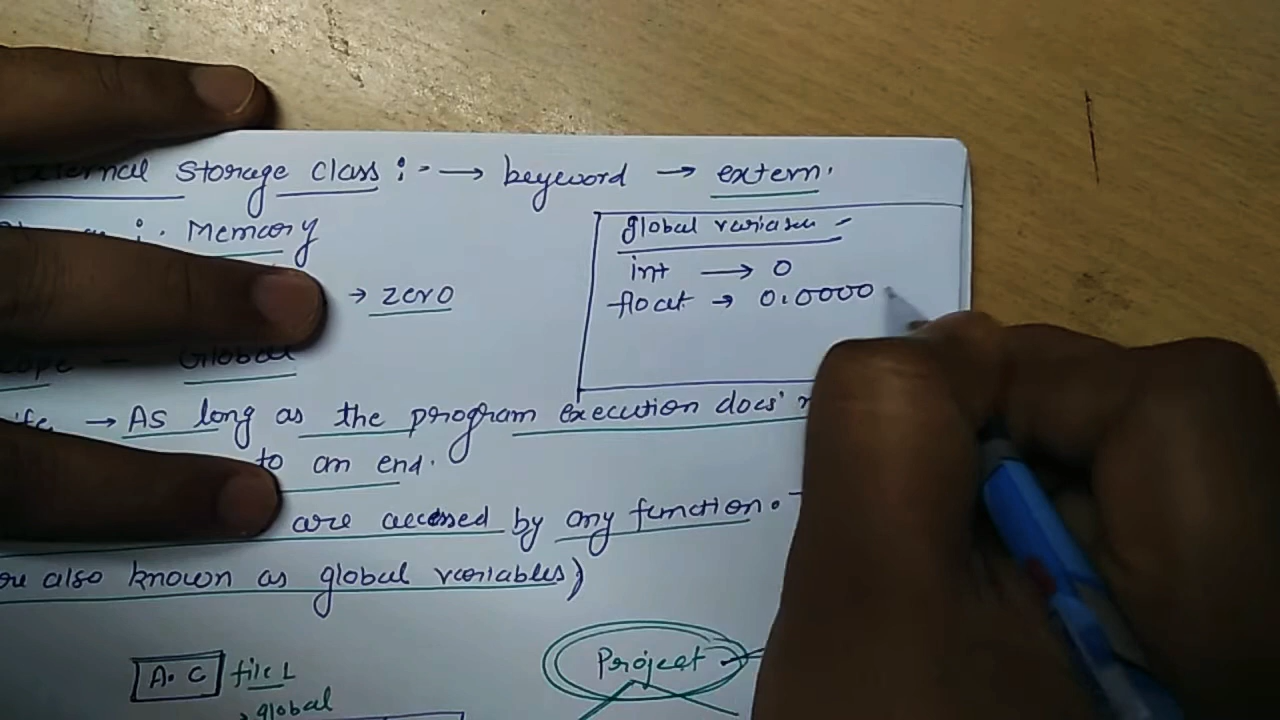 Storage Class :- → keyword → extern.
: · Memory
global variables -
int → 0
→ zero
float → 0.0000
Global
→ As long as the program execution does'
to an end.
are accessed by any function.
also known as global variables)
A.C file 1
Project
global